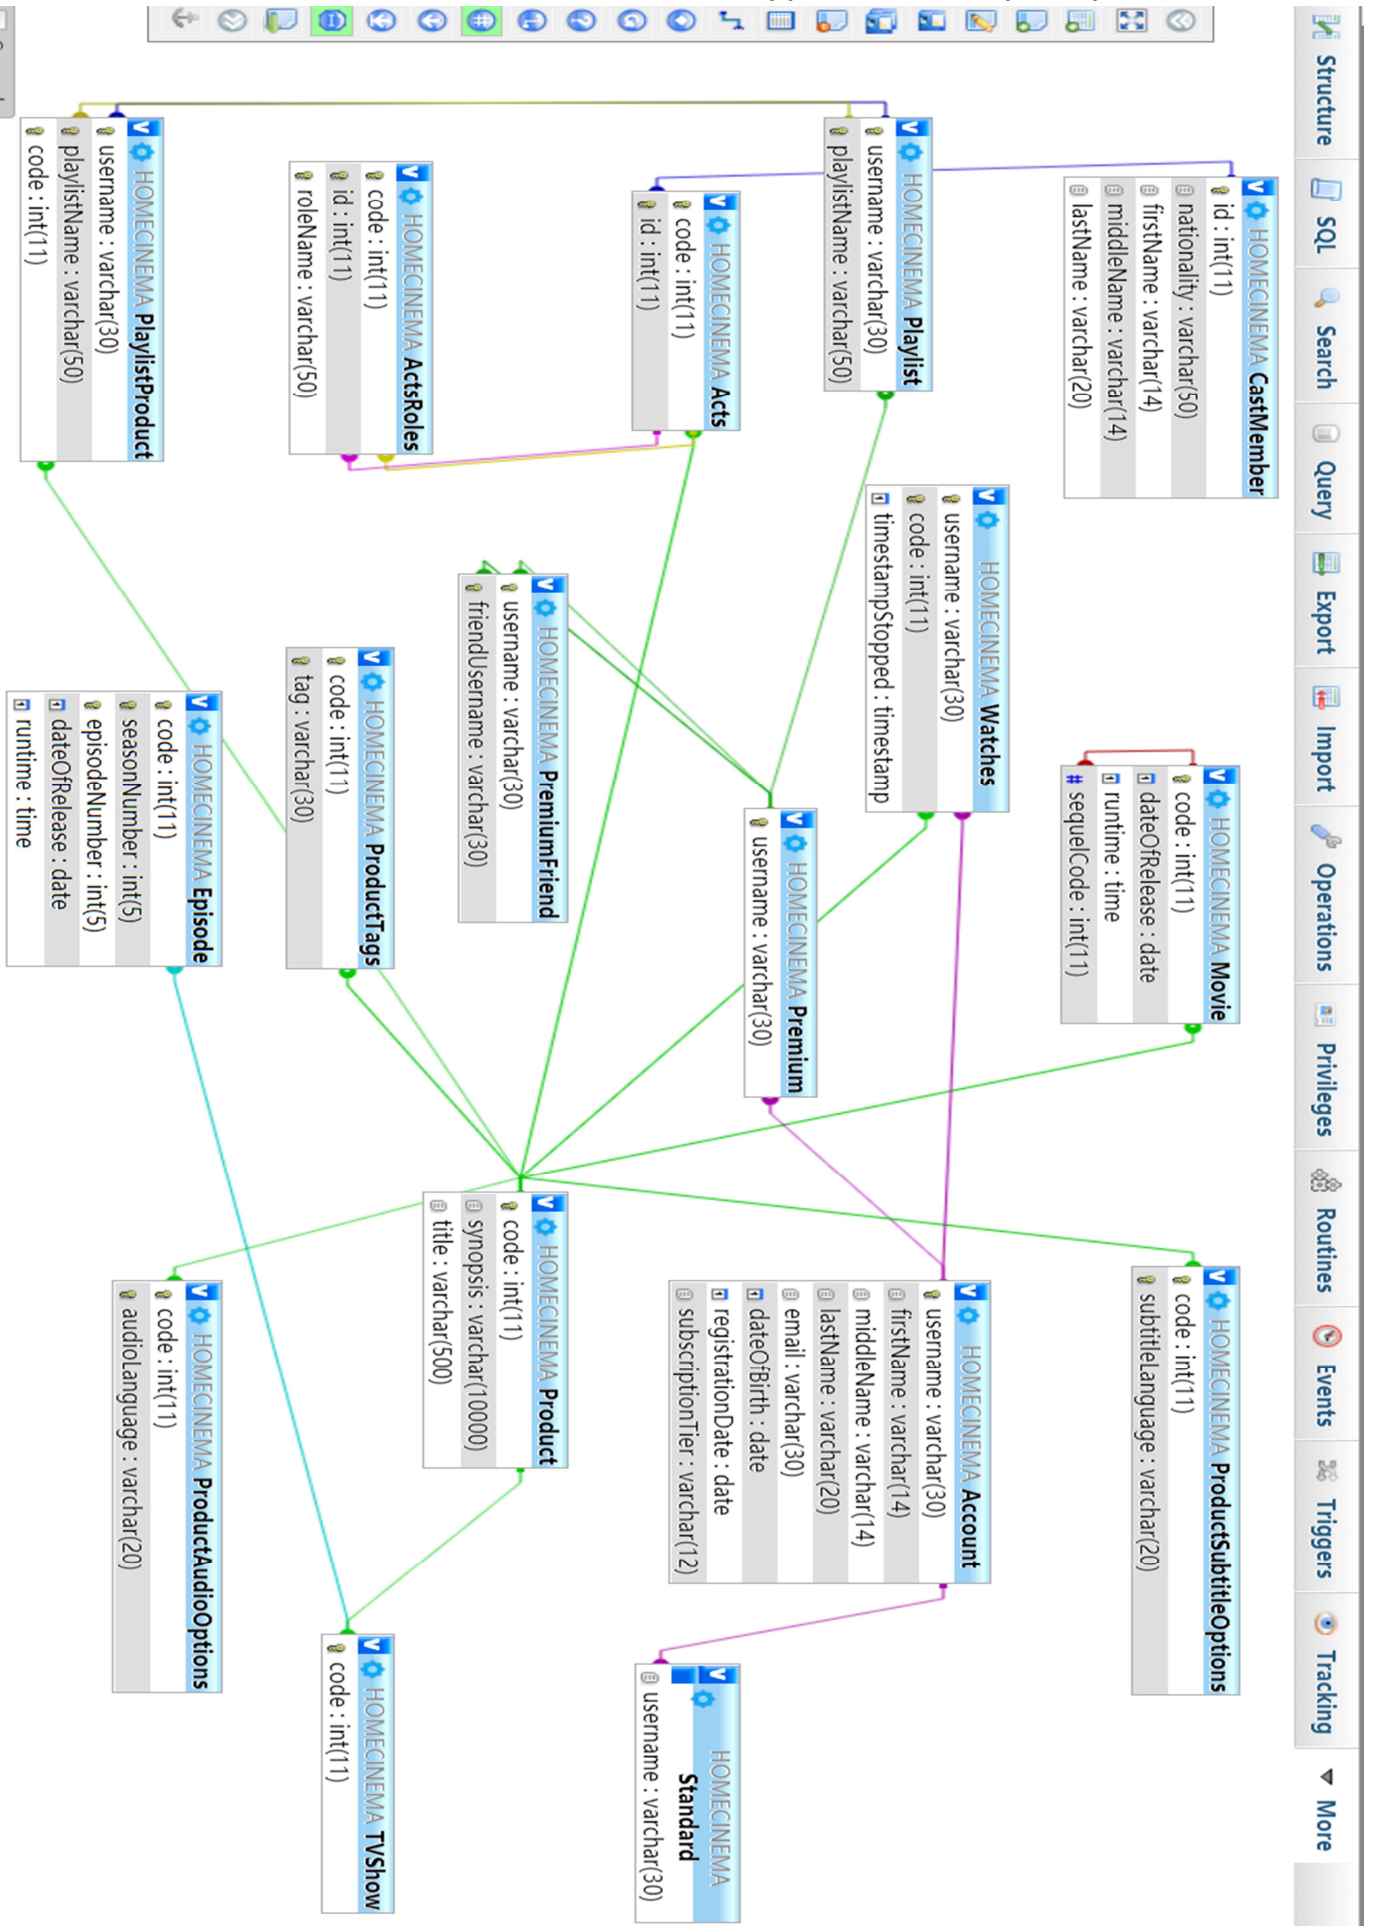 Structure
SQL
Search
Query
Export
Import
Operations
Privileges
Routines
Events
Triggers
Tracking
More
HOMECINEMA CastMember
id : int(11)
nationality : varchar(50)
firstName : varchar(14)
middleName : varchar(14)
lastName : varchar(20)
HOMECINEMA Movie
code : int(11)
dateOfRelease : date
runtime : time
# sequelCode : int(11)
HOMECINEMA ProductSubtitleOptions
code : int(11)
subtitleLanguage : varchar(20)
HOMECINEMA Watches
username : varchar(30)
code : int(11)
timestampStopped : timestamp
HOMECINEMA Account
username : varchar(30)
firstName : varchar(14)
middleName : varchar(14)
lastName : varchar(20)
email : varchar(30)
dateOfBirth : date
registrationDate : date
subscriptionTier : varchar(12)
HOMECINEMA Playlist
username : varchar(30)
playlistName : varchar(50)
HOMECINEMA Premium
username : varchar(30)
HOMECINEMA Acts
code : int(11)
id : int(11)
HOMECINEMA
Standard
username : varchar(30)
HOMECINEMA PremiumFriend
username : varchar(30)
friendUsername : varchar(30)
HOMECINEMA Product
code : int(11)
synopsis : varchar(10000)
title : varchar(500)
HOMECINEMA ActsRoles
code : int(11)
id : int(11)
roleName : varchar(50)
HOMECINEMA ProductTags
code : int(11)
tag : varchar(30)
HOMECINEMA TVShow
code : int(11)
HOMECINEMA Episode
code : int(11)
seasonNumber : int(5)
episodeNumber : int(5)
dateOfRelease : date
runtime : time
HOMECINEMA ProductAudioOptions
code : int(11)
audioLanguage : varchar(20)
HOMECINEMA PlaylistProduct
username : varchar(30)
playlistName : varchar(50)
code : int(11)